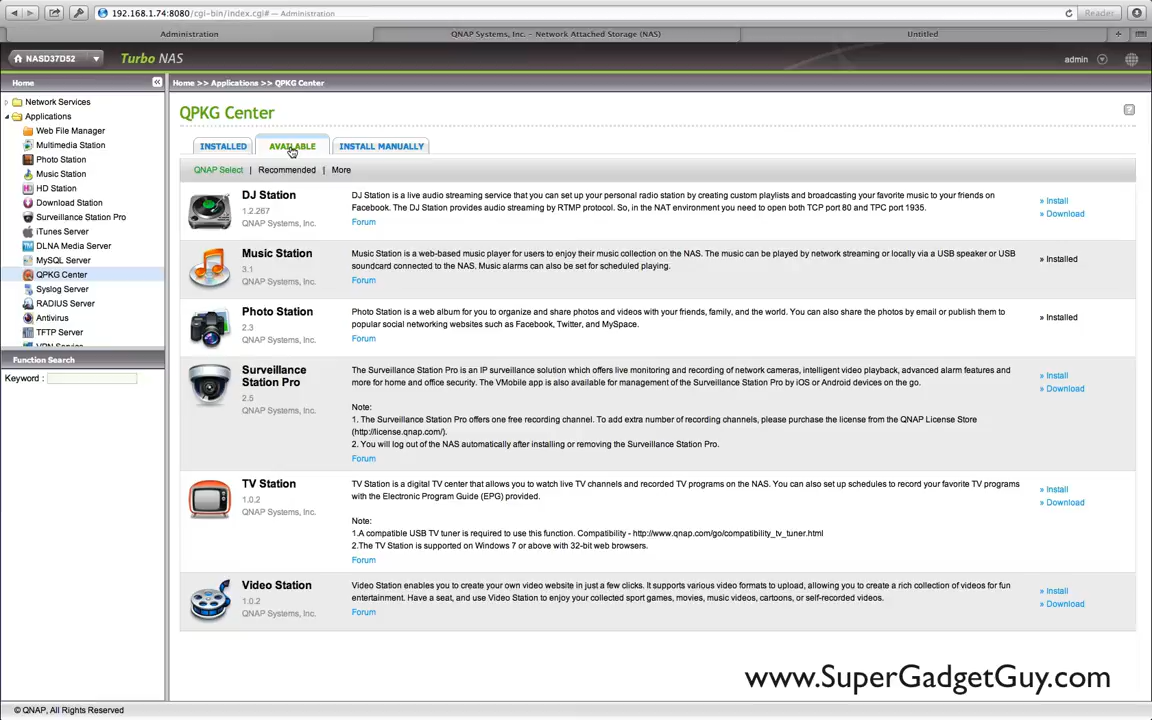 192.168.1.74:8080/cgi-bin/index.cgi# — Administration
Reader
Administration
QNAP Systems, Inc. – Network Attached Storage (NAS)
Untitled
NASD37D52
Turbo NAS
admin
Home
Home >> Applications >> QPKG Center
Network Services
Applications
Web File Manager
Multimedia Station
Photo Station
Music Station
HD Station
Download Station
Surveillance Station Pro
iTunes Server
DLNA Media Server
MySQL Server
QPKG Center
Syslog Server
RADIUS Server
Antivirus
TFTP Server
VPN Service
Function Search
Keyword :
QPKG Center
INSTALLED
AVAILABLE
INSTALL MANUALLY
QNAP Select | Recommended | More
DJ Station
1.2.267
QNAP Systems, Inc.
DJ Station is a live audio streaming service that you can set up your personal radio station by creating custom playlists and broadcasting your favorite music to your friends on
Facebook. The DJ Station provides audio streaming by RTMP protocol. So, in the NAT environment you need to open both TCP port 80 and TPC port 1935.
Forum
» Install
» Download
Music Station
3.1
QNAP Systems, Inc.
Music Station is a web-based music player for users to enjoy their music collection on the NAS. The music can be played by network streaming or locally via a USB speaker or USB
soundcard connected to the NAS. Music alarms can also be set for scheduled playing.
Forum
» Installed
Photo Station
2.3
QNAP Systems, Inc.
Photo Station is a web album for you to organize and share photos and videos with your friends, family, and the world. You can also share the photos by email or publish them to
popular social networking websites such as Facebook, Twitter, and MySpace.
Forum
» Installed
Surveillance
Station Pro
2.5
QNAP Systems, Inc.
The Surveillance Station Pro is an IP surveillance solution which offers live monitoring and recording of network cameras, intelligent video playback, advanced alarm features and
more for home and office security. The VMobile app is also available for management of the Surveillance Station Pro by iOS or Android devices on the go.
Note:
1. The Surveillance Station Pro offers one free recording channel. To add extra number of recording channels, please purchase the license from the QNAP License Store
(http://license.qnap.com/).
2. You will log out of the NAS automatically after installing or removing the Surveillance Station Pro.
Forum
» Install
» Download
TV Station
1.0.2
QNAP Systems, Inc.
TV Station is a digital TV center that allows you to watch live TV channels and recorded TV programs on the NAS. You can also set up schedules to record your favorite TV programs
with the Electronic Program Guide (EPG) provided.
Note:
1.A compatible USB TV tuner is required to use this function. Compatibility - http://www.qnap.com/go/compatibility_tv_tuner.html
2.The TV Station is supported on Windows 7 or above with 32-bit web browsers.
Forum
» Install
» Download
Video Station
1.0.2
QNAP Systems, Inc.
Video Station enables you to create your own video website in just a few clicks. It supports various video formats to upload, allowing you to create a rich collection of videos for fun
entertainment. Have a seat, and use Video Station to enjoy your collected sport games, movies, music videos, cartoons, or self-recorded videos.
Forum
» Install
» Download
www.SuperGadgetGuy.com
© QNAP, All Rights Reserved